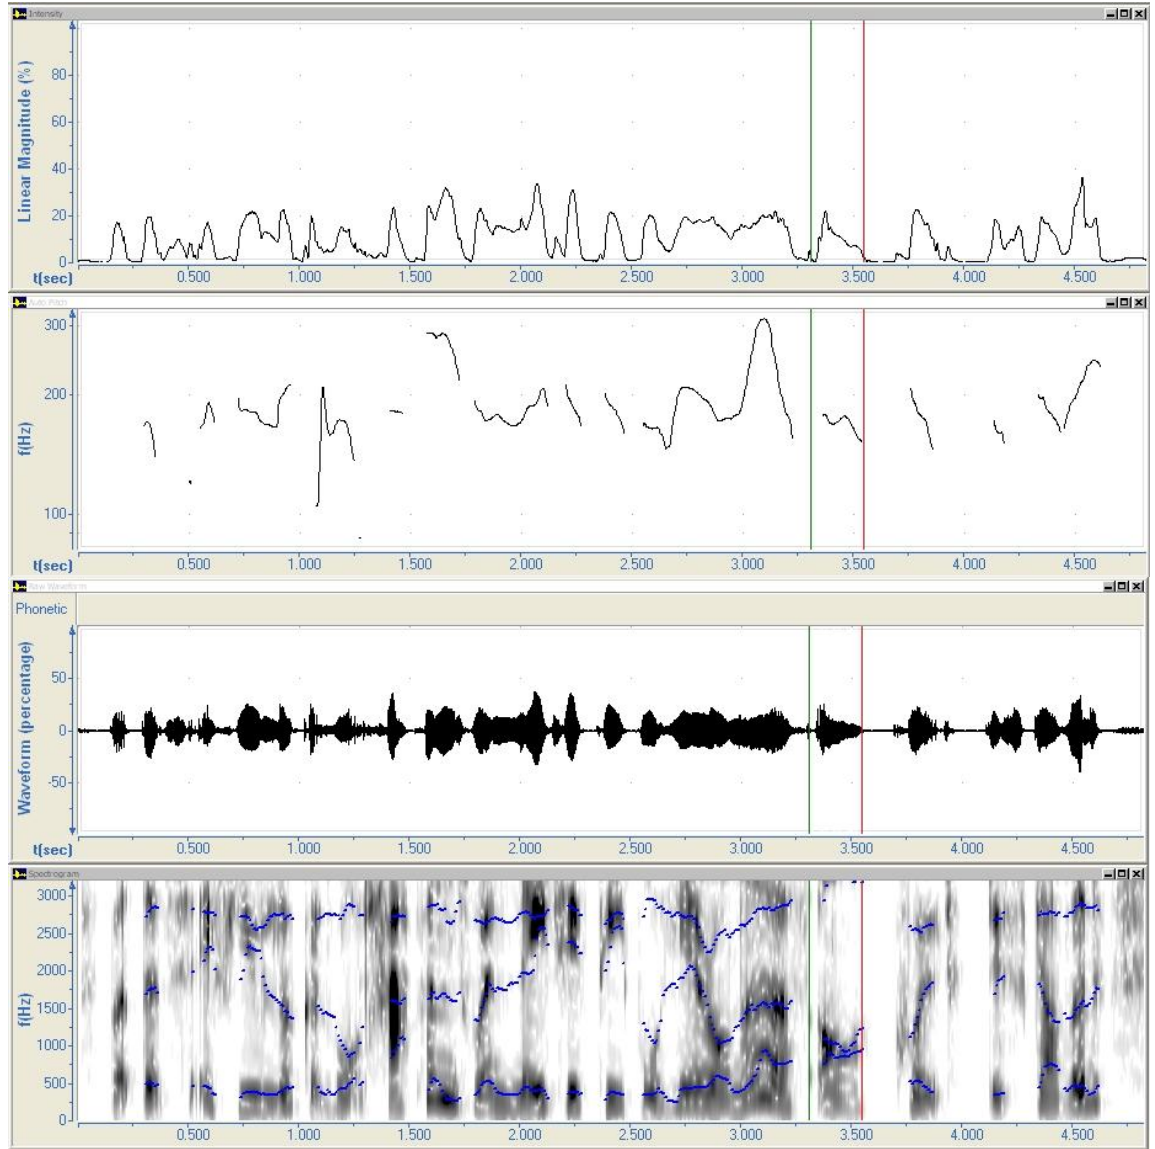 Intensity
Linear Magnitude (%)
80
60
40
20
0
t(sec)
0.500 1.000 1.500 2.000 2.500 3.000 3.500 4.000 4.500
Auto Pitch
f(Hz)
300
200
100
t(sec)
0.500 1.000 1.500 2.000 2.500 3.000 3.500 4.000 4.500
Raw Waveform
Phonetic
Waveform (percentage)
50
0
-50
t(sec)
0.500 1.000 1.500 2.000 2.500 3.000 3.500 4.000 4.500
Spectrogram
f(Hz)
3000
2500
2000
1500
1000
500
0
0.500 1.000 1.500 2.000 2.500 3.000 3.500 4.000 4.500